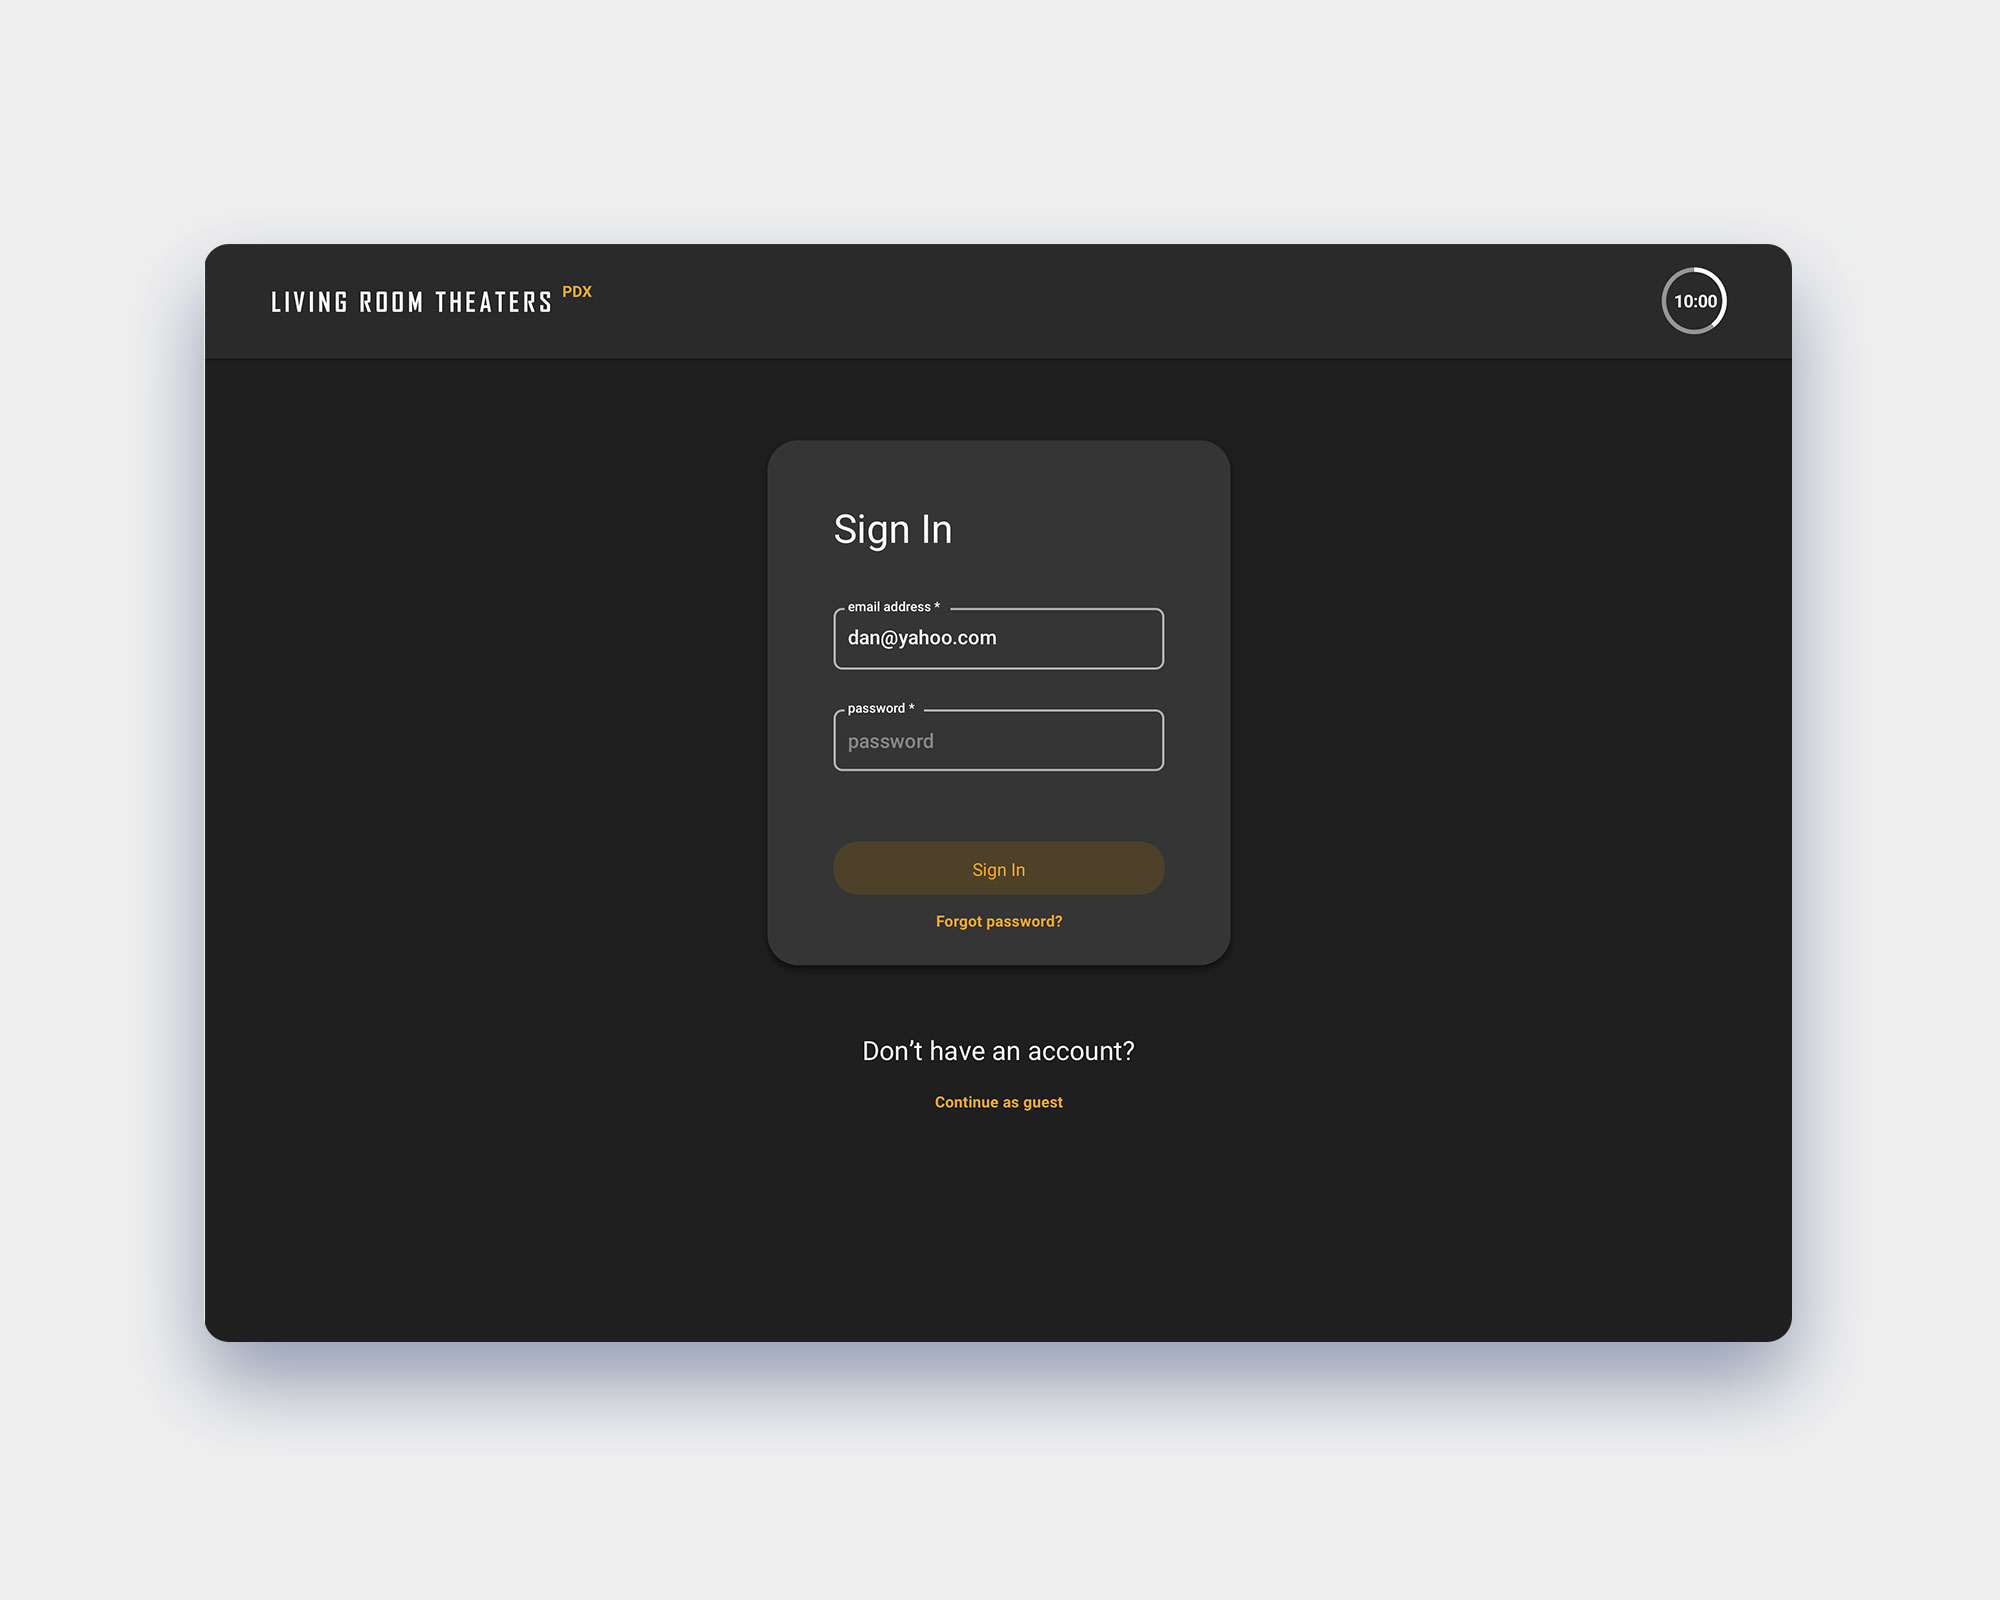 LIVING ROOM THEATERS PDX
10:00
Sign In
email address *
dan@yahoo.com
password *
password
Sign In
Forgot password?
Don’t have an account?
Continue as guest